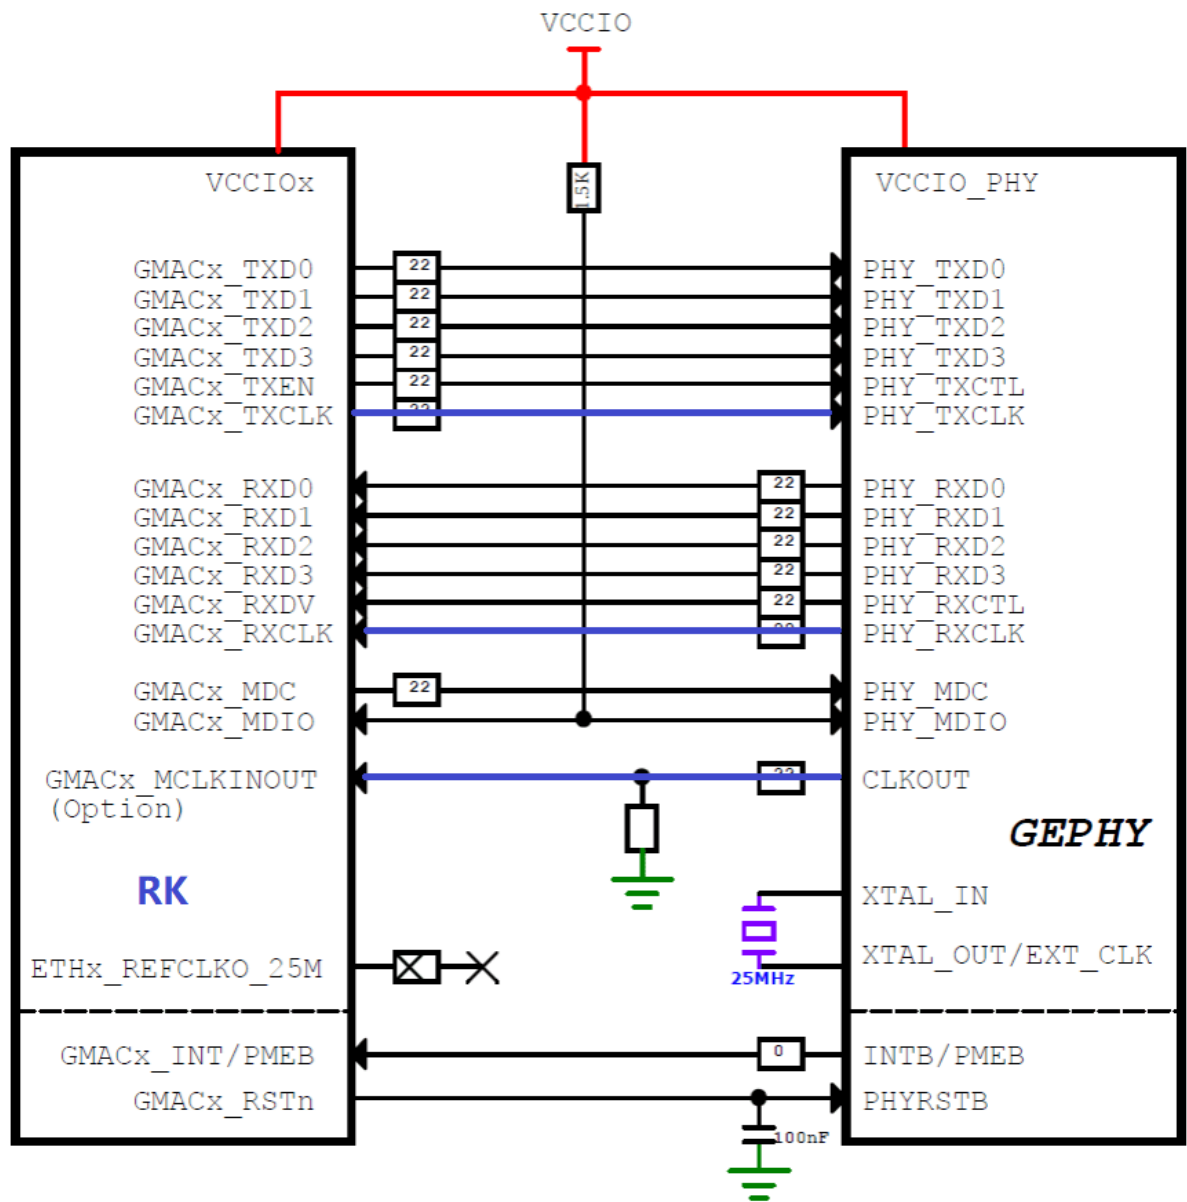 VCCIO
VCCIOx
1.5K
VCCIO_PHY
GMACx_TXD0 22 PHY_TXD0
GMACx_TXD1 22 PHY_TXD1
GMACx_TXD2 22 PHY_TXD2
GMACx_TXD3 22 PHY_TXD3
GMACx_TXEN 22 PHY_TXCTL
GMACx_TXCLK 22 PHY_TXCLK
GMACx_RXD0 22 PHY_RXD0
GMACx_RXD1 22 PHY_RXD1
GMACx_RXD2 22 PHY_RXD2
GMACx_RXD3 22 PHY_RXD3
GMACx_RXDV 22 PHY_RXCTL
GMACx_RXCLK 22 PHY_RXCLK
GMACx_MDC 22 PHY_MDC
GMACx_MDIO PHY_MDIO
GMACx_MCLKINOUT 22 CLKOUT
(Option)
GEPHY
RK
XTAL_IN
ETHx_REFCLKO_25M
XTAL_OUT/EXT_CLK
25MHz
GMACx_INT/PMEB 0 INTB/PMEB
GMACx_RSTn PHYRSTB
100nF